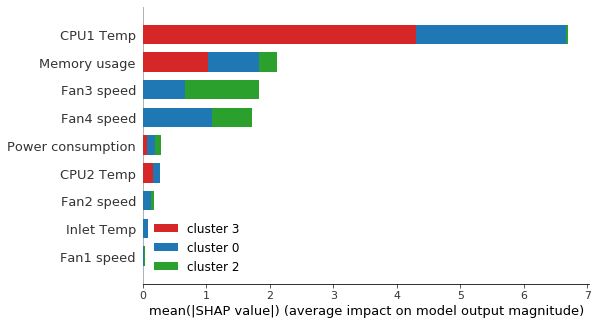 CPU1 Temp
Memory usage
Fan3 speed
Fan4 speed
Power consumption
CPU2 Temp
Fan2 speed
Inlet Temp
Fan1 speed
cluster 3
cluster 0
cluster 2
0 1 2 3 4 5 6 7
mean(|SHAP value|) (average impact on model output magnitude)